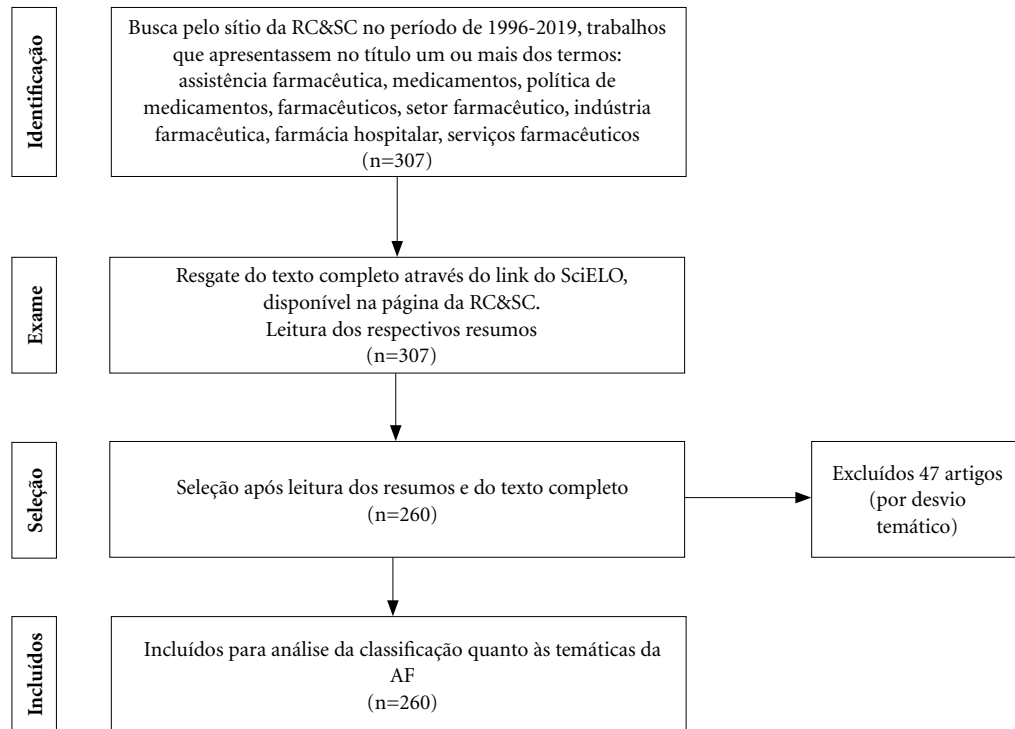 Identificação
Busca pelo sítio da RC&SC no período de 1996-2019, trabalhos
que apresentassem no título um ou mais dos termos:
assistência farmacêutica, medicamentos, política de
medicamentos, farmacêuticos, setor farmacêutico, indústria
farmacêutica, farmácia hospitalar, serviços farmacêuticos
(n=307)
Exame
Resgate do texto completo através do link do SciELO,
disponível na página da RC&SC.
Leitura dos respectivos resumos
(n=307)
Seleção
Seleção após leitura dos resumos e do texto completo
(n=260)
Excluídos 47 artigos
(por desvio
temático)
Incluídos
Incluídos para análise da classificação quanto às temáticas da
AF
(n=260)